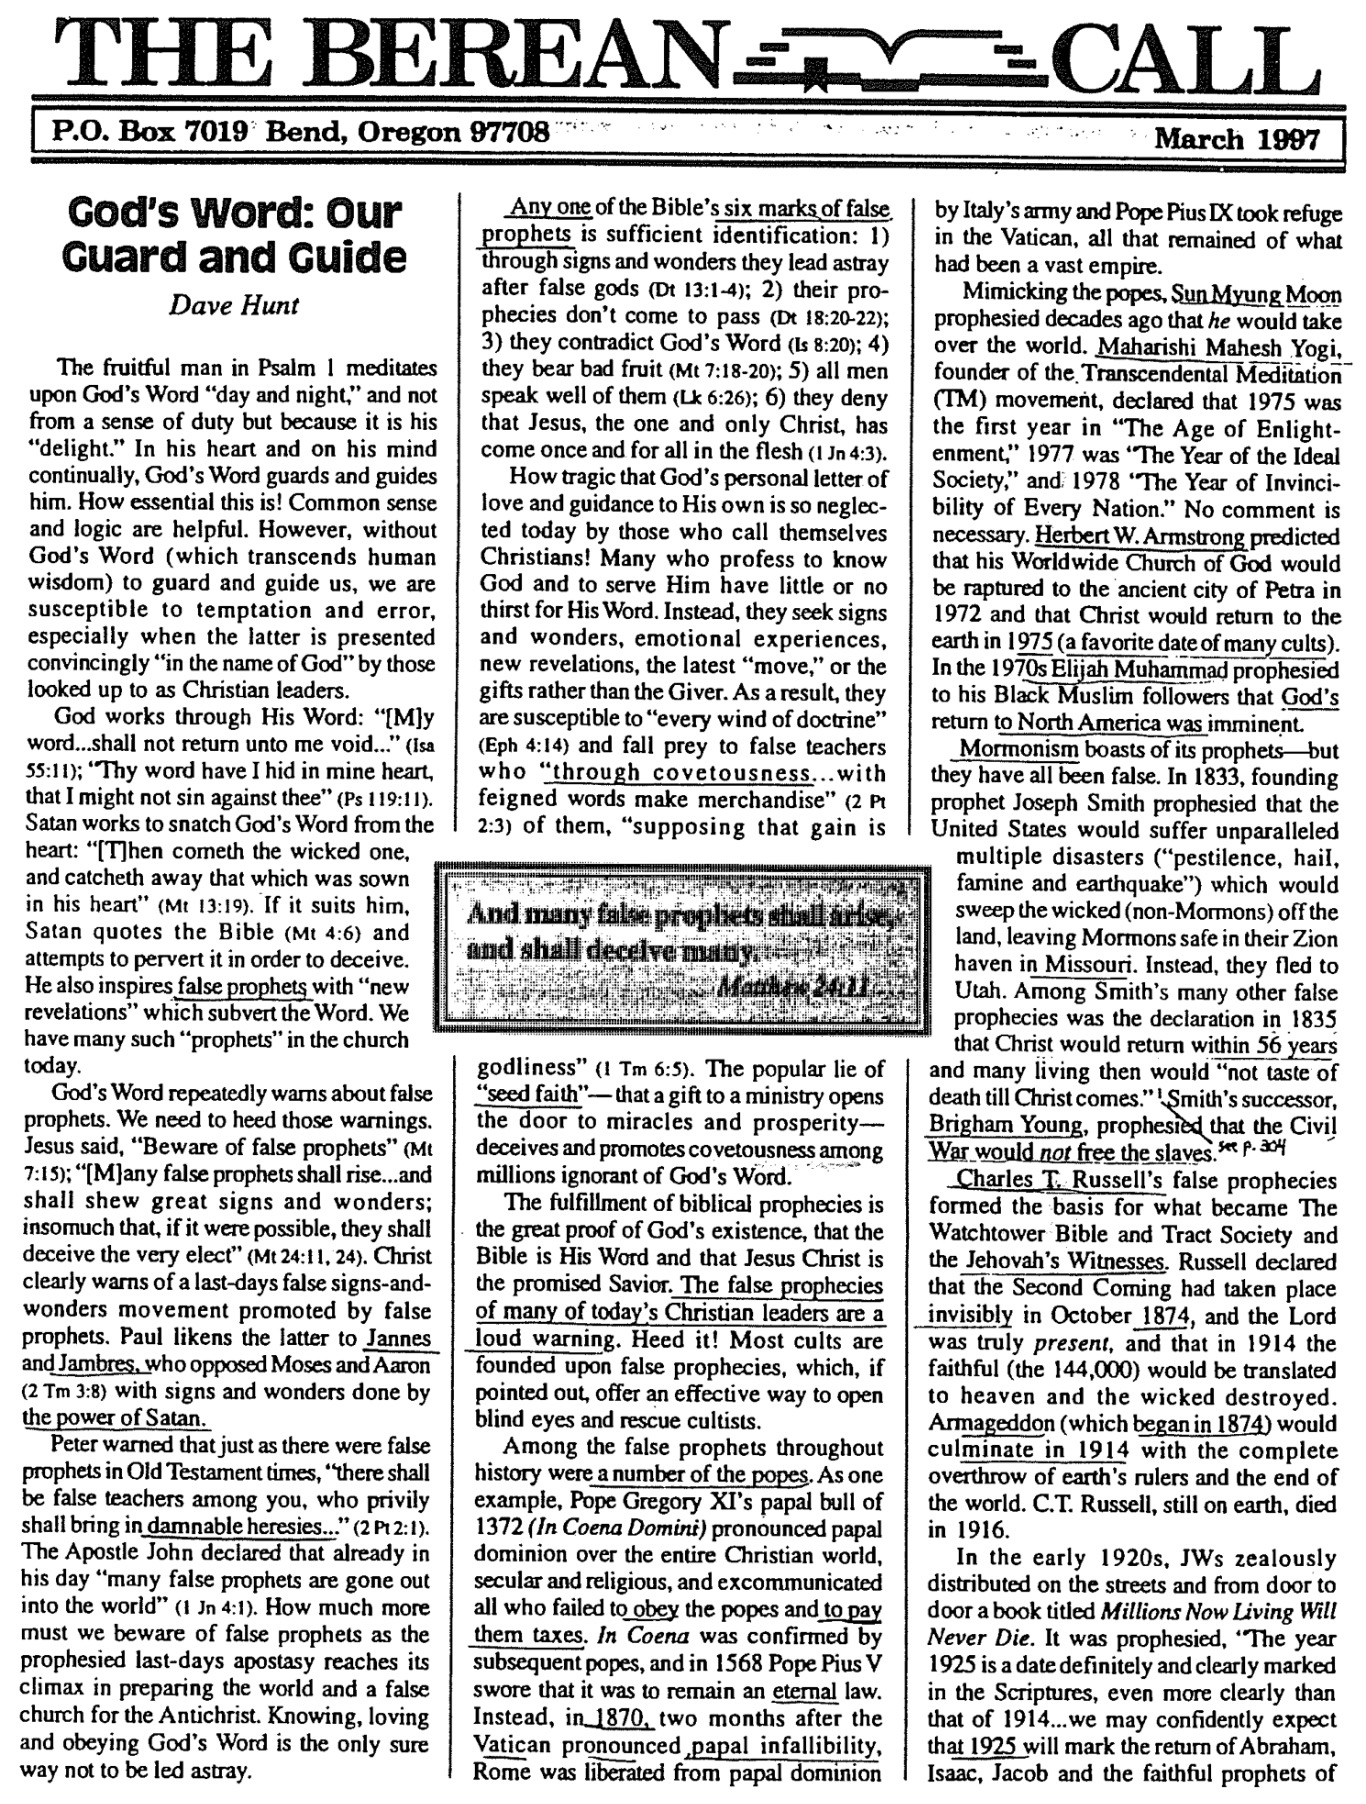 THE BEREAN CALL
P.O. Box 7019 Bend, Oregon 97708
March 1997
God's Word: Our
Guard and Guide
Dave Hunt
The fruitful man in Psalm 1 meditates
upon God's Word "day and night," and not
from a sense of duty but because it is his
"delight." In his heart and on his mind
continually, God's Word guards and guides
him. How essential this is! Common sense
and logic are helpful. However, without
God's Word (which transcends human
wisdom) to guard and guide us, we are
susceptible to temptation and error,
especially when the latter is presented
convincingly "in the name of God" by those
looked up to as Christian leaders.
God works through His Word: "[M]y
word...shall not return unto me void..." (Isa
55:11); "Thy word have I hid in mine heart,
that I might not sin against thee" (Ps 119:11).
Satan works to snatch God's Word from the
heart: "[T]hen cometh the wicked one,
and catcheth away that which was sown
in his heart" (Mt 13:19). If it suits him,
Satan quotes the Bible (Mt 4:6) and
attempts to pervert it in order to deceive.
He also inspires false prophets with "new
revelations" which subvert the Word. We
have many such "prophets" in the church
today.
God's Word repeatedly warns about false
prophets. We need to heed those warnings.
Jesus said, "Beware of false prophets" (Mt
7:15); "[M]any false prophets shall rise...and
shall shew great signs and wonders;
insomuch that, if it were possible, they shall
deceive the very elect" (Mt 24:11, 24). Christ
clearly warns of a last-days false signs-and-
wonders movement promoted by false
prophets. Paul likens the latter to Jannes
and Jambres, who opposed Moses and Aaron
(2 Tm 3:8) with signs and wonders done by
the power of Satan.
Peter warned that just as there were false
prophets in Old Testament times, "there shall
be false teachers among you, who privily
shall bring in damnable heresies..." (2 Pt 2:1).
The Apostle John declared that already in
his day "many false prophets are gone out
into the world" (1 Jn 4:1). How much more
must we beware of false prophets as the
prophesied last-days apostasy reaches its
climax in preparing the world and a false
church for the Antichrist. Knowing, loving
and obeying God's Word is the only sure
way not to be led astray.
Any one of the Bible's six marks of false
prophets is sufficient identification: 1)
through signs and wonders they lead astray
after false gods (Dt 13:1-4); 2) their pro-
phecies don't come to pass (Dt 18:20-22);
3) they contradict God's Word (Is 8:20); 4)
they bear bad fruit (Mt 7:18-20); 5) all men
speak well of them (Lk 6:26); 6) they deny
that Jesus, the one and only Christ, has
come once and for all in the flesh (1 Jn 4:3).
How tragic that God's personal letter of
love and guidance to His own is so neglec-
ted today by those who call themselves
Christians! Many who profess to know
God and to serve Him have little or no
thirst for His Word. Instead, they seek signs
and wonders, emotional experiences,
new revelations, the latest "move," or the
gifts rather than the Giver. As a result, they
are susceptible to "every wind of doctrine"
(Eph 4:14) and fall prey to false teachers
who "through covetousness...with
feigned words make merchandise" (2 Pt
2:3) of them, "supposing that gain is
And many false prophets shall arise,
and shall deceive many.
Matthew 24:11
godliness" (1 Tm 6:5). The popular lie of
"seed faith"—that a gift to a ministry opens
the door to miracles and prosperity—
deceives and promotes covetousness among
millions ignorant of God's Word.
The fulfillment of biblical prophecies is
the great proof of God's existence, that the
Bible is His Word and that Jesus Christ is
the promised Savior. The false prophecies
of many of today's Christian leaders are a
loud warning. Heed it! Most cults are
founded upon false prophecies, which, if
pointed out, offer an effective way to open
blind eyes and rescue cultists.
Among the false prophets throughout
history were a number of the popes. As one
example, Pope Gregory XI's papal bull of
1372 (In Coena Domini) pronounced papal
dominion over the entire Christian world,
secular and religious, and excommunicated
all who failed to obey the popes and to pay
them taxes. In Coena was confirmed by
subsequent popes, and in 1568 Pope Pius V
swore that it was to remain an eternal law.
Instead, in 1870, two months after the
Vatican pronounced papal infallibility,
Rome was liberated from papal dominion
by Italy's army and Pope Pius IX took refuge
in the Vatican, all that remained of what
had been a vast empire.
Mimicking the popes, Sun Myung Moon
prophesied decades ago that he would take
over the world. Maharishi Mahesh Yogi,
founder of the Transcendental Meditation
(TM) movement, declared that 1975 was
the first year in "The Age of Enlight-
enment," 1977 was "The Year of the Ideal
Society," and 1978 "The Year of Invinci-
bility of Every Nation." No comment is
necessary. Herbert W. Armstrong predicted
that his Worldwide Church of God would
be raptured to the ancient city of Petra in
1972 and that Christ would return to the
earth in 1975 (a favorite date of many cults).
In the 1970s Elijah Muhammad prophesied
to his Black Muslim followers that God's
return to North America was imminent.
Mormonism boasts of its prophets—but
they have all been false. In 1833, founding
prophet Joseph Smith prophesied that the
United States would suffer unparalleled
multiple disasters ("pestilence, hail,
famine and earthquake") which would
sweep the wicked (non-Mormons) off the
land, leaving Mormons safe in their Zion
haven in Missouri. Instead, they fled to
Utah. Among Smith's many other false
prophecies was the declaration in 1835
that Christ would return within 56 years
and many living then would "not taste of
death till Christ comes."¹ Smith's successor,
Brigham Young, prophesied that the Civil
War would not free the slaves. see p. 304
Charles T. Russell's false prophecies
formed the basis for what became The
Watchtower Bible and Tract Society and
the Jehovah's Witnesses. Russell declared
that the Second Coming had taken place
invisibly in October 1874, and the Lord
was truly present, and that in 1914 the
faithful (the 144,000) would be translated
to heaven and the wicked destroyed.
Armageddon (which began in 1874) would
culminate in 1914 with the complete
overthrow of earth's rulers and the end of
the world. C.T. Russell, still on earth, died
in 1916.
In the early 1920s, JWs zealously
distributed on the streets and from door to
door a book titled Millions Now Living Will
Never Die. It was prophesied, "The year
1925 is a date definitely and clearly marked
in the Scriptures, even more clearly than
that of 1914...we may confidently expect
that 1925 will mark the return of Abraham,
Isaac, Jacob and the faithful prophets of